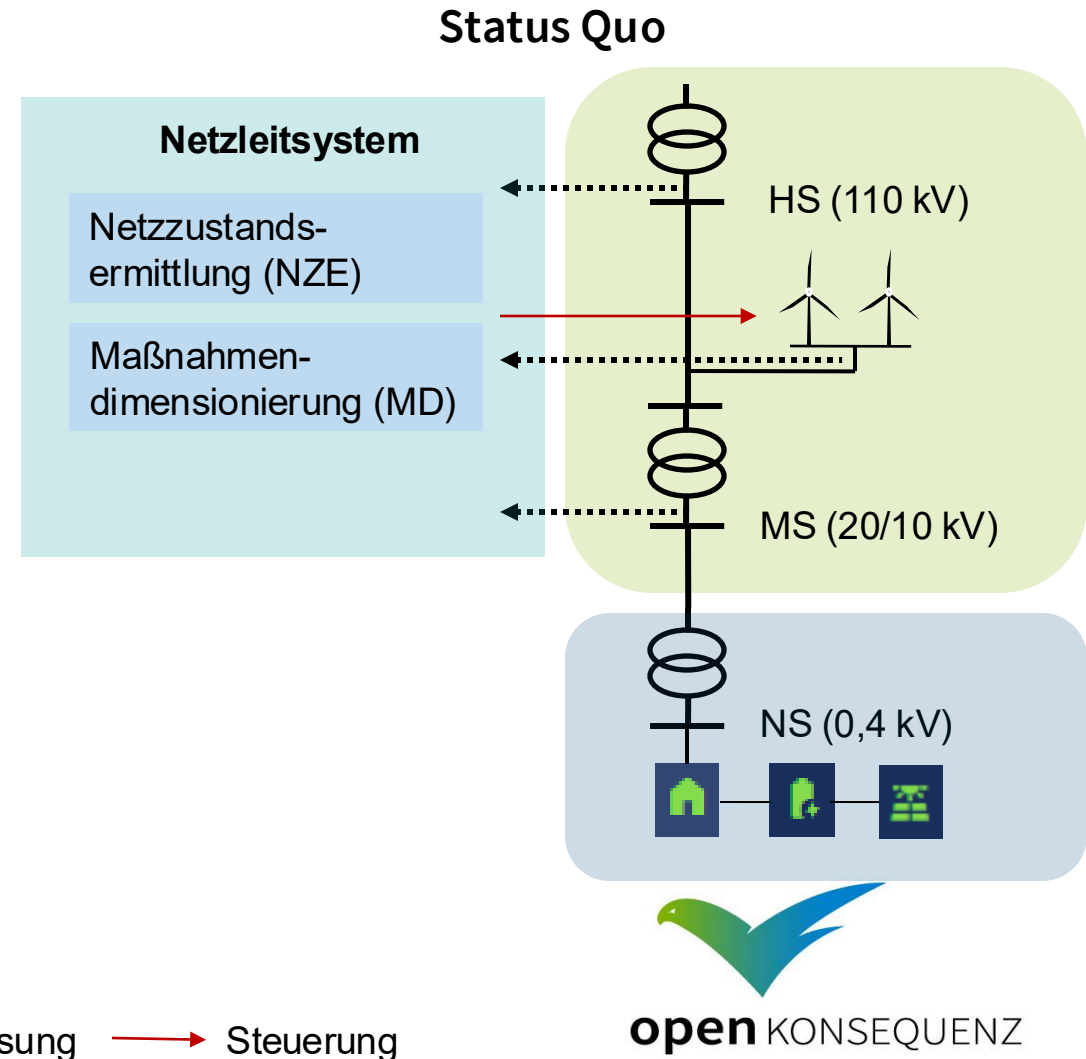 Status Quo
Netzleitsystem
Netzzustands-
ermittlung (NZE)
Maßnahmen-
dimensionierung (MD)
HS (110 kV)
MS (20/10 kV)
NS (0,4 kV)
open KONSEQUENZ
sung
Steuerung